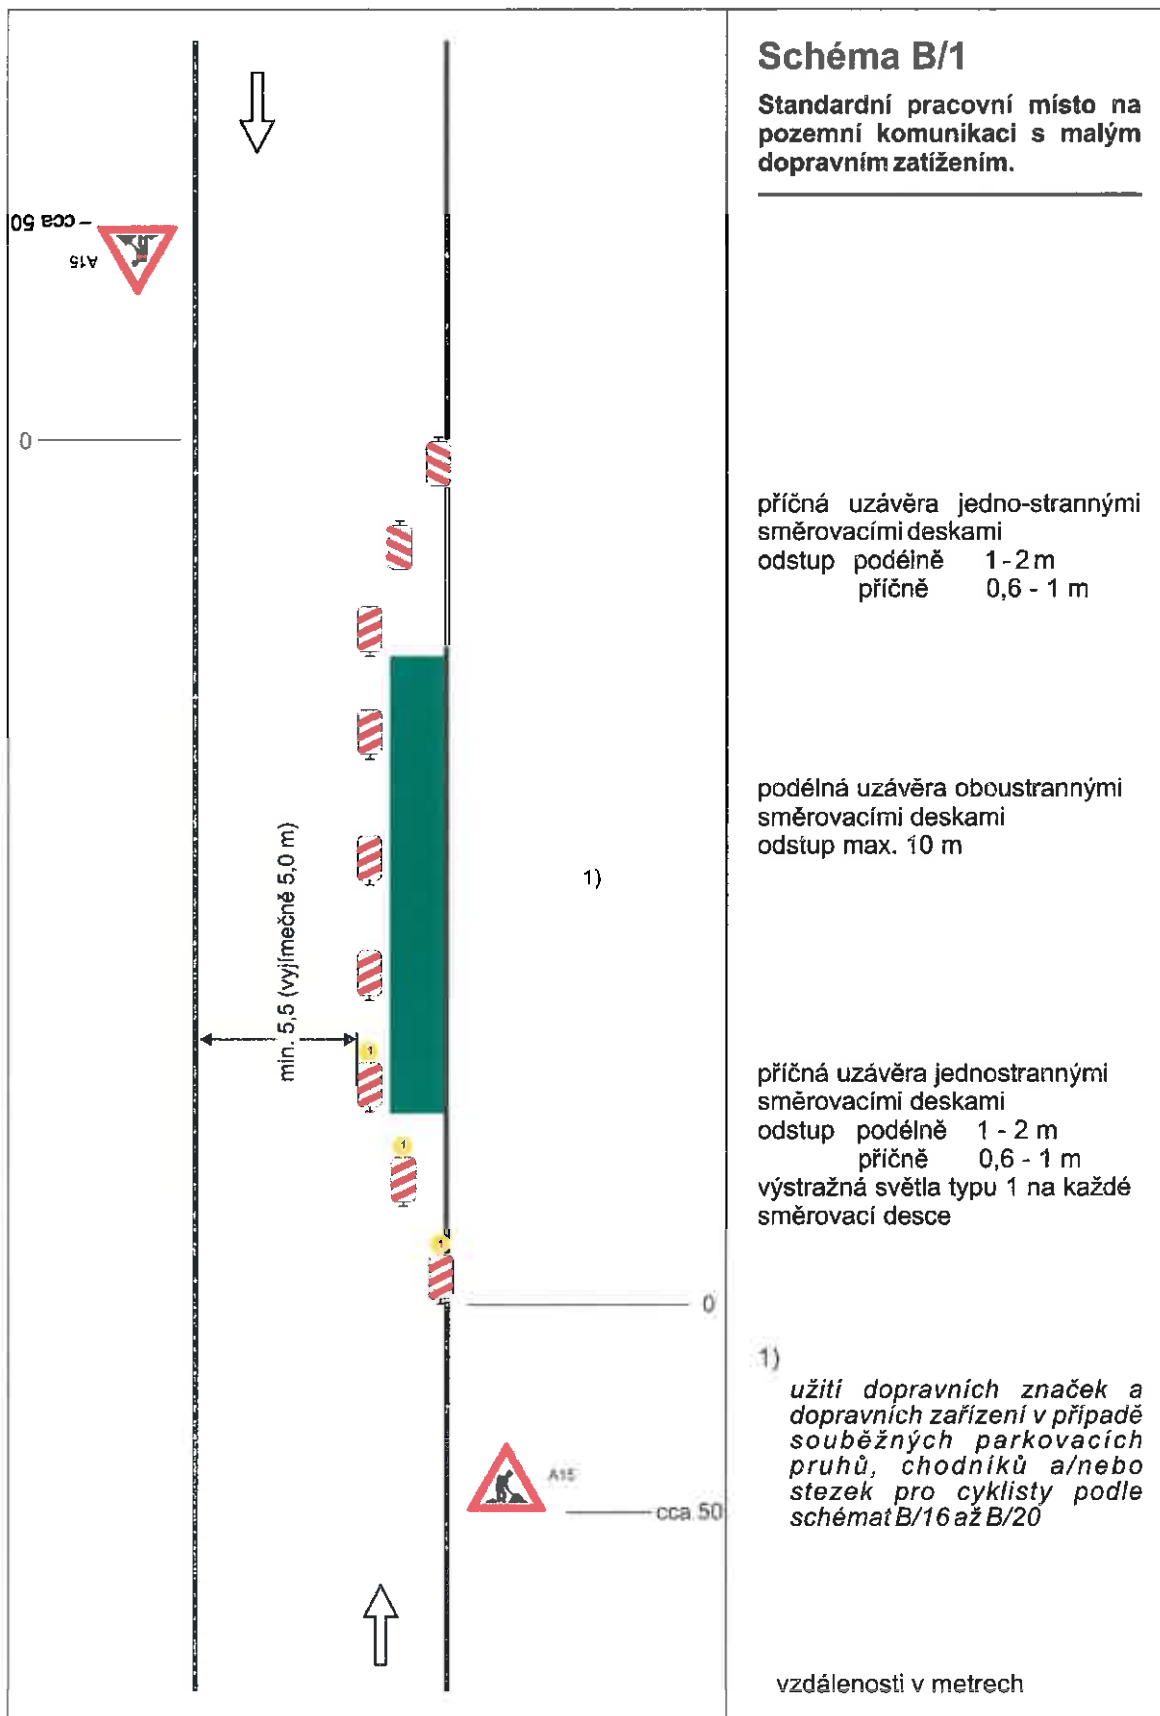 Schéma B/1
Standardní pracovní místo na
pozemní komunikaci s malým
dopravním zatížením.
cca 50
A15
0
příčná uzávěra jedno-strannými
směrovacími deskami
odstup podélně 1 - 2 m
příčně 0,6 - 1 m
podélná uzávěra oboustrannými
směrovacími deskami
odstup max. 10 m
1)
min. 5,5 (vyjímečně 5,0 m)
1
příčná uzávěra jednostrannými
směrovacími deskami
odstup podélně 1 - 2 m
příčně 0,6 - 1 m
výstražná světla typu 1 na každé
směrovací desce
1
1
0
1)
užití dopravních značek a
dopravních zařízení v případě
souběžných parkovacích
pruhů, chodníků a/nebo
stezek pro cyklisty podle
schémat B/16 až B/20
A15
cca 50
vzdálenosti v metrech